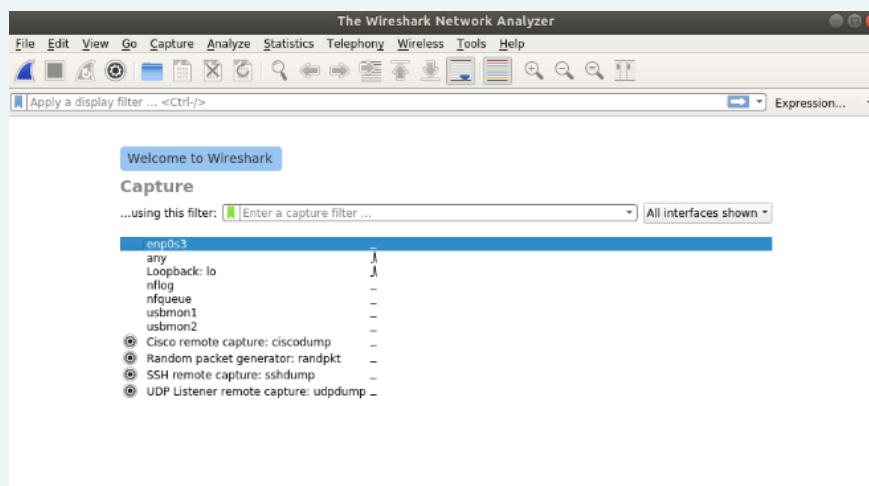 The Wireshark Network Analyzer
File Edit View Go Capture Analyze Statistics Telephony Wireless Tools Help
Apply a display filter ... <Ctrl-/> Expression...
Welcome to Wireshark
Capture
...using this filter: Enter a capture filter ... All interfaces shown
enp0s3
any
Loopback: lo
nflog
nfqueue
usbmon1
usbmon2
Cisco remote capture: ciscodump
Random packet generator: randpkt
SSH remote capture: sshdump
UDP Listener remote capture: udpdump